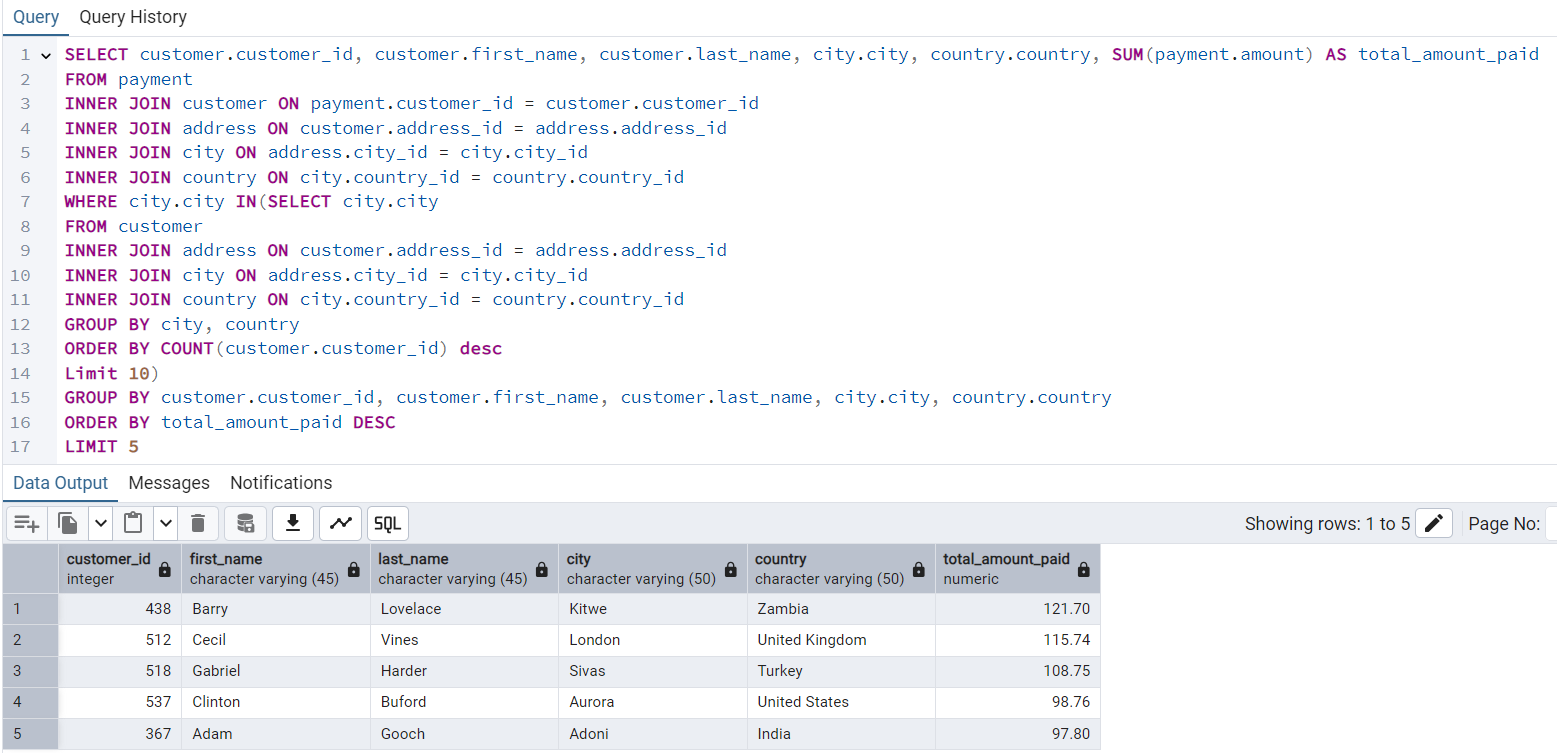 Query Query History
1 SELECT customer.customer_id, customer.first_name, customer.last_name, city.city, country.country, SUM(payment.amount) AS total_amount_paid
2 FROM payment
3 INNER JOIN customer ON payment.customer_id = customer.customer_id
4 INNER JOIN address ON customer.address_id = address.address_id
5 INNER JOIN city ON address.city_id = city.city_id
6 INNER JOIN country ON city.country_id = country.country_id
7 WHERE city.city IN(SELECT city.city
8 FROM customer
9 INNER JOIN address ON customer.address_id = address.address_id
10 INNER JOIN city ON address.city_id = city.city_id
11 INNER JOIN country ON city.country_id = country.country_id
12 GROUP BY city, country
13 ORDER BY COUNT(customer.customer_id) desc
14 Limit 10)
15 GROUP BY customer.customer_id, customer.first_name, customer.last_name, city.city, country.country
16 ORDER BY total_amount_paid DESC
17 LIMIT 5
Data Output Messages Notifications
SQL Showing rows: 1 to 5 Page No:
customer_id first_name last_name city country total_amount_paid
integer character varying (45) character varying (45) character varying (50) character varying (50) numeric
1 438 Barry Lovelace Kitwe Zambia 121.70
2 512 Cecil Vines London United Kingdom 115.74
3 518 Gabriel Harder Sivas Turkey 108.75
4 537 Clinton Buford Aurora United States 98.76
5 367 Adam Gooch Adoni India 97.80